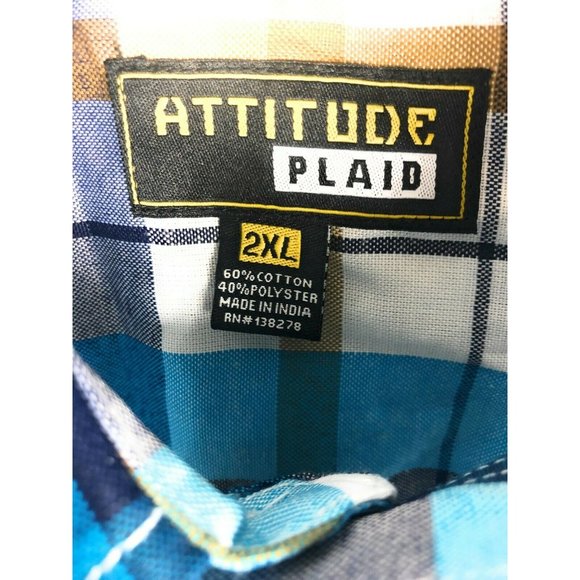 ATTITUDE
PLAID
2XL
60% COTTON
40% POLYSTER
MADE IN INDIA
RN# 138278